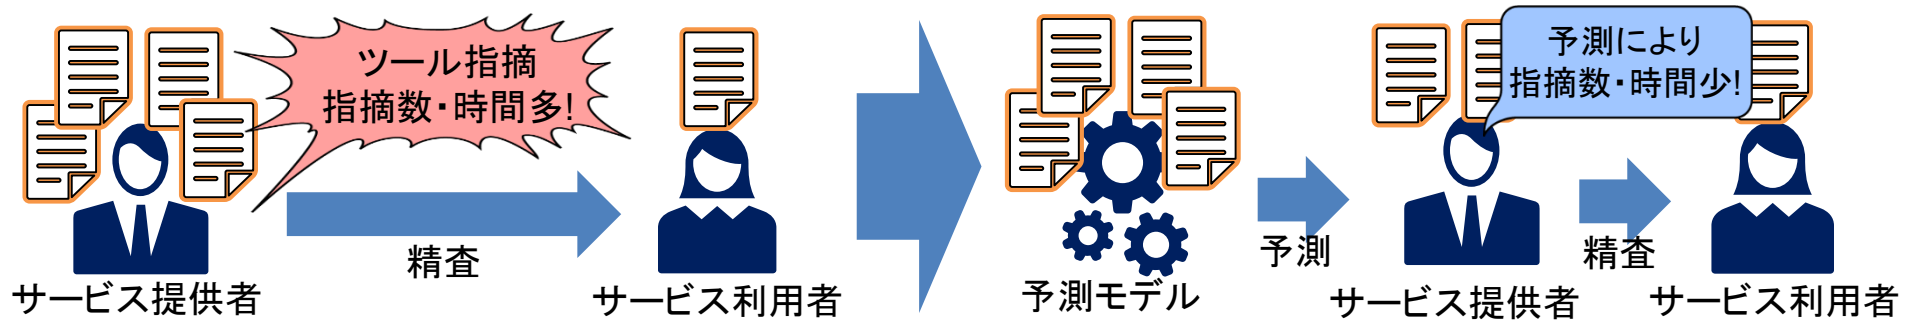 ツール指摘
指摘数・時間多!
精査
サービス提供者
サービス利用者
予測モデル
予測
予測により
指摘数・時間少!
精査
サービス提供者
サービス利用者